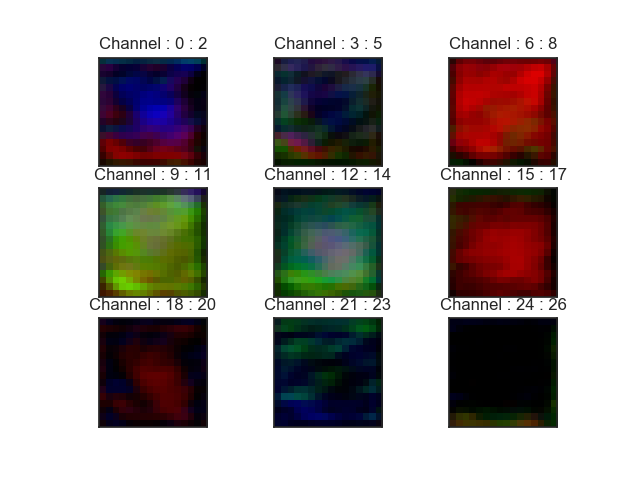 Channel : 0 : 2
Channel : 3 : 5
Channel : 6 : 8
Channel : 9 : 11
Channel : 12 : 14
Channel : 15 : 17
Channel : 18 : 20
Channel : 21 : 23
Channel : 24 : 26